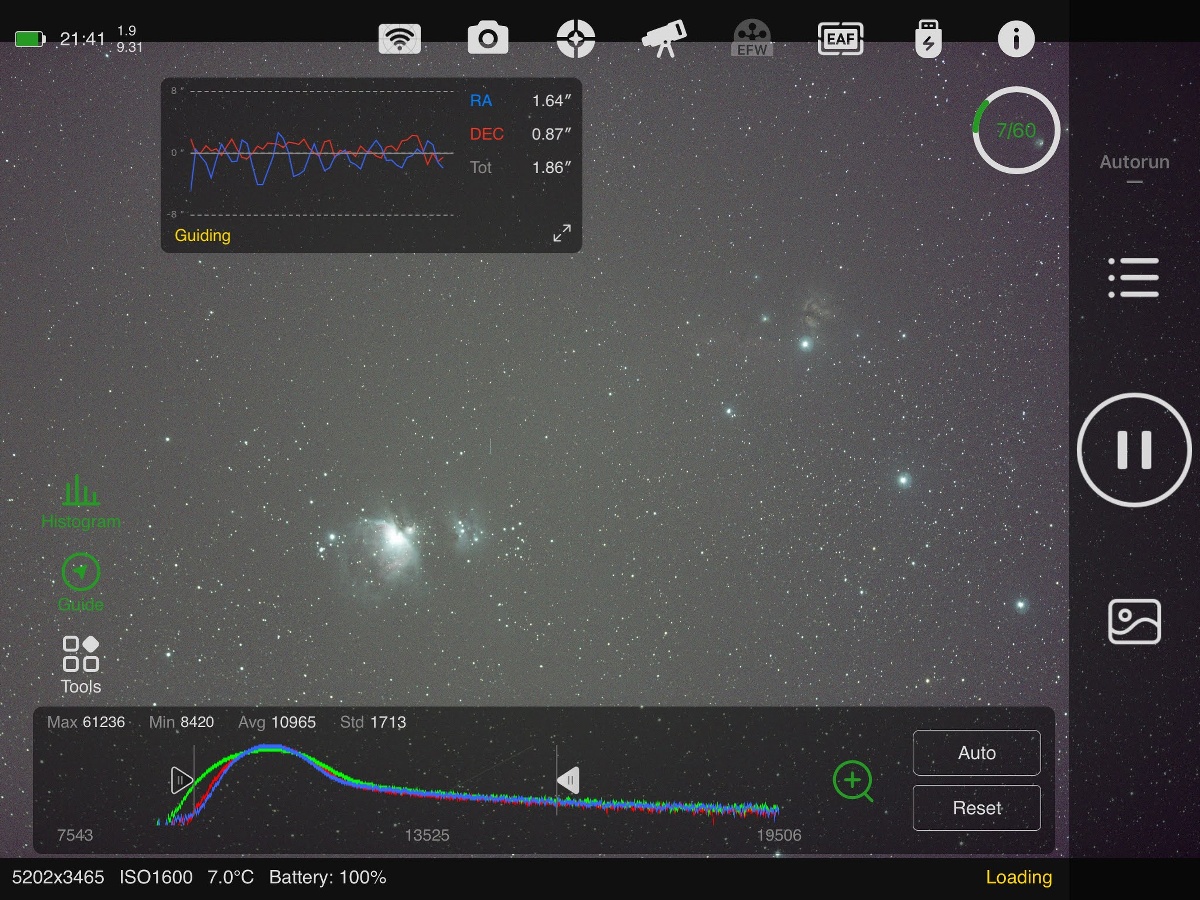 21:41 1.9
9.31
EFW
EAF
8 "
0 "
-8 "
RA 1.64"
DEC 0.87"
Tot 1.86"
Guiding
7/60
Autorun
Histogram
Guide
Tools
Max 61236 Min 8420 Avg 10965 Std 1713
7543 13525 19506
Auto
Reset
5202x3465 ISO1600 7.0°C Battery: 100% Loading